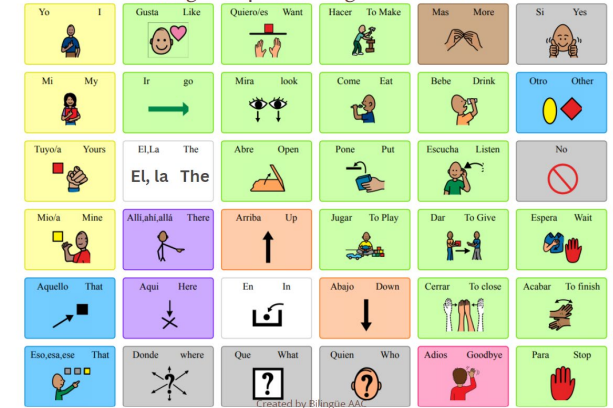 Yo I
Gusta Like
Quiero/es Want
Hacer To Make
Mas More
Si Yes
Mi My
Ir go
Mira look
Come Eat
Bebe Drink
Otro Other
Tuyo/a Yours
El,La The
El, la The
Abre Open
Pone Put
Escucha Listen
No
Mio/a Mine
Allí,ahí,allá There
Arriba Up
Jugar To Play
Dar To Give
Espera Wait
Aquello That
Aqui Here
En In
Abajo Down
Cerrar To close
Acabar To finish
Eso,esa,ese That
Donde where
Que What
?
Quien Who
?
Adios Goodbye
Para Stop
Created by Bilingüe AAC